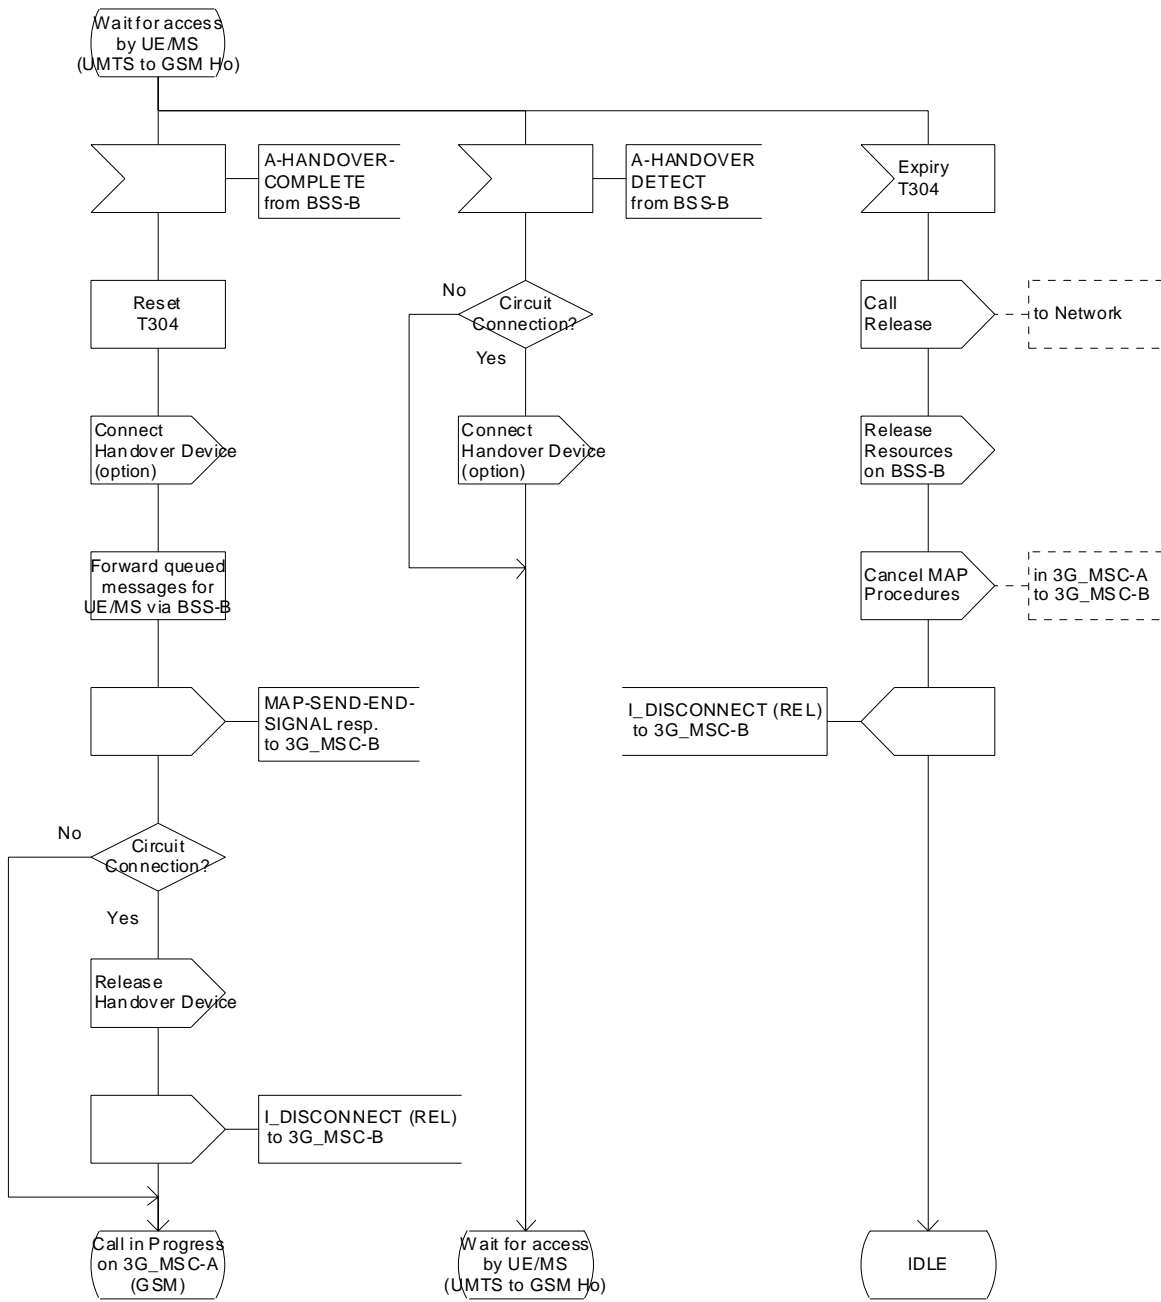 Wait for access
by UE/MS
(UMTS to GSM Ho)
A-HANDOVER-
COMPLETE
from BSS-B
A-HANDOVER
DETECT
from BSS-B
Expiry
T304
Reset
T304
No
Circuit
Connection?
Yes
Call
Release
to Network
Connect
Handover Device
(option)
Connect
Handover Device
(option)
Release
Resources
on BSS-B
Forward queued
messages for
UE/MS via BSS-B
Cancel MAP
Procedures
in 3G_MSC-A
to 3G_MSC-B
MAP-SEND-END-
SIGNAL resp.
to 3G_MSC-B
I_DISCONNECT (REL)
to 3G_MSC-B
No
Circuit
Connection?
Yes
Release
Handover Device
I_DISCONNECT (REL)
to 3G_MSC-B
Call in Progress
on 3G_MSC-A
(GSM)
Wait for access
by UE/MS
(UMTS to GSM Ho)
IDLE